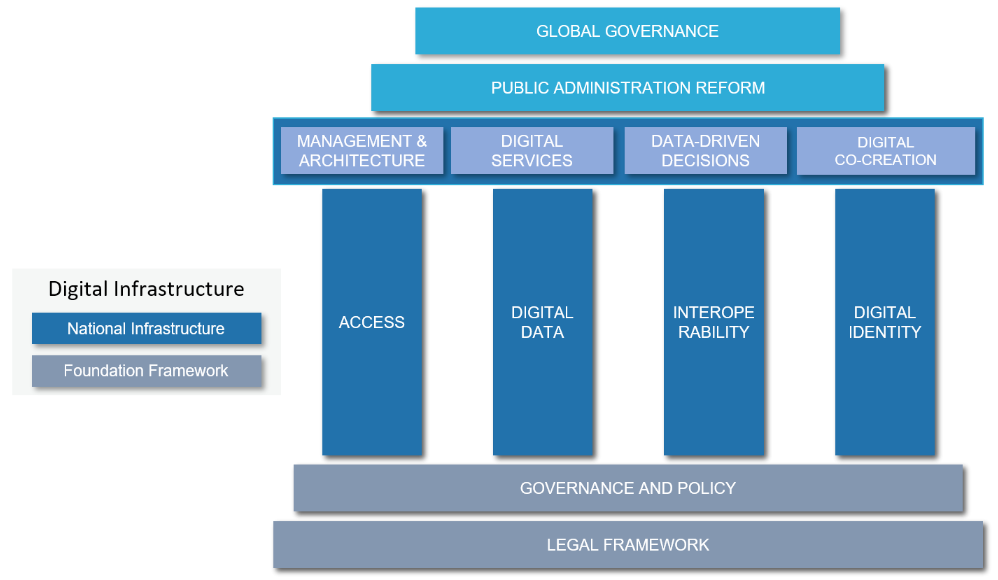 GLOBAL GOVERNANCE
PUBLIC ADMINISTRATION REFORM
MANAGEMENT &
ARCHITECTURE
DIGITAL
SERVICES
DATA-DRIVEN
DECISIONS
DIGITAL
CO-CREATION
Digital Infrastructure
National Infrastructure
Foundation Framework
ACCESS
DIGITAL
DATA
INTEROPE
RABILITY
DIGITAL
IDENTITY
GOVERNANCE AND POLICY
LEGAL FRAMEWORK